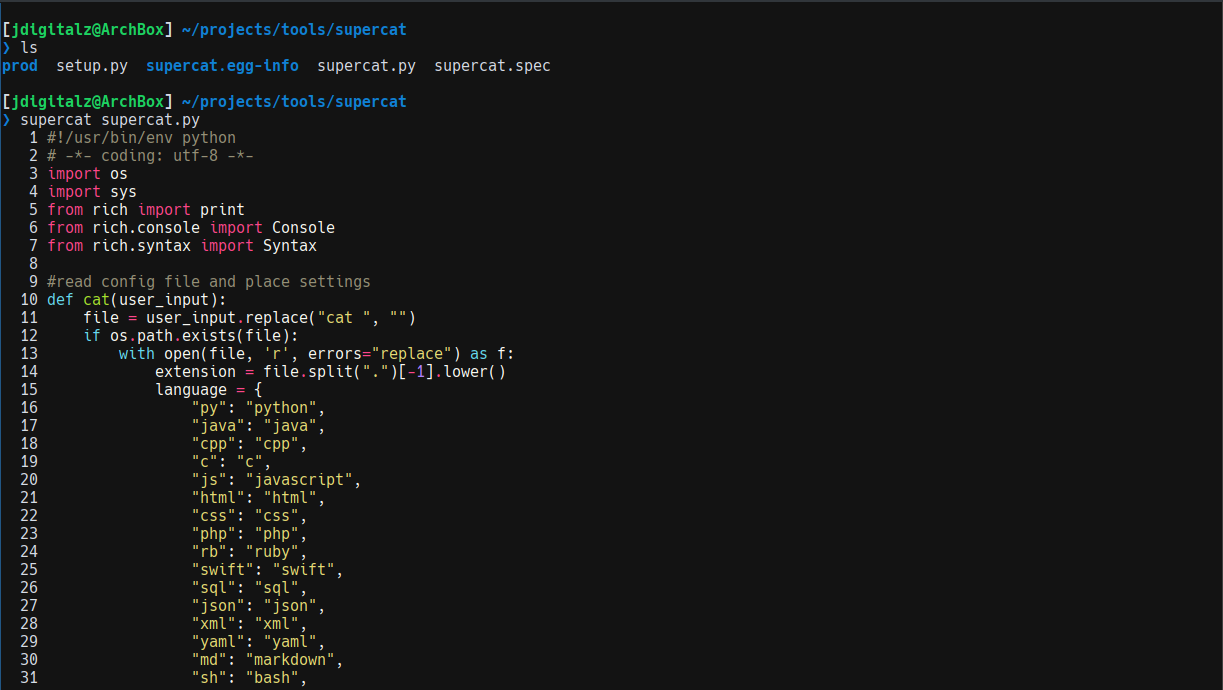 [jdigitalz@ArchBox] ~/projects/tools/supercat
❯ ls
prod  setup.py  supercat.egg-info  supercat.py  supercat.spec

[jdigitalz@ArchBox] ~/projects/tools/supercat
❯ supercat supercat.py
   1 #!/usr/bin/env python
   2 # -*- coding: utf-8 -*-
   3 import os
   4 import sys
   5 from rich import print
   6 from rich.console import Console
   7 from rich.syntax import Syntax
   8
   9 #read config file and place settings
  10 def cat(user_input):
  11     file = user_input.replace("cat ", "")
  12     if os.path.exists(file):
  13         with open(file, 'r', errors="replace") as f:
  14             extension = file.split(".")[-1].lower()
  15             language = {
  16                 "py": "python",
  17                 "java": "java",
  18                 "cpp": "cpp",
  19                 "c": "c",
  20                 "js": "javascript",
  21                 "html": "html",
  22                 "css": "css",
  23                 "php": "php",
  24                 "rb": "ruby",
  25                 "swift": "swift",
  26                 "sql": "sql",
  27                 "json": "json",
  28                 "xml": "xml",
  29                 "yaml": "yaml",
  30                 "md": "markdown",
  31                 "sh": "bash",